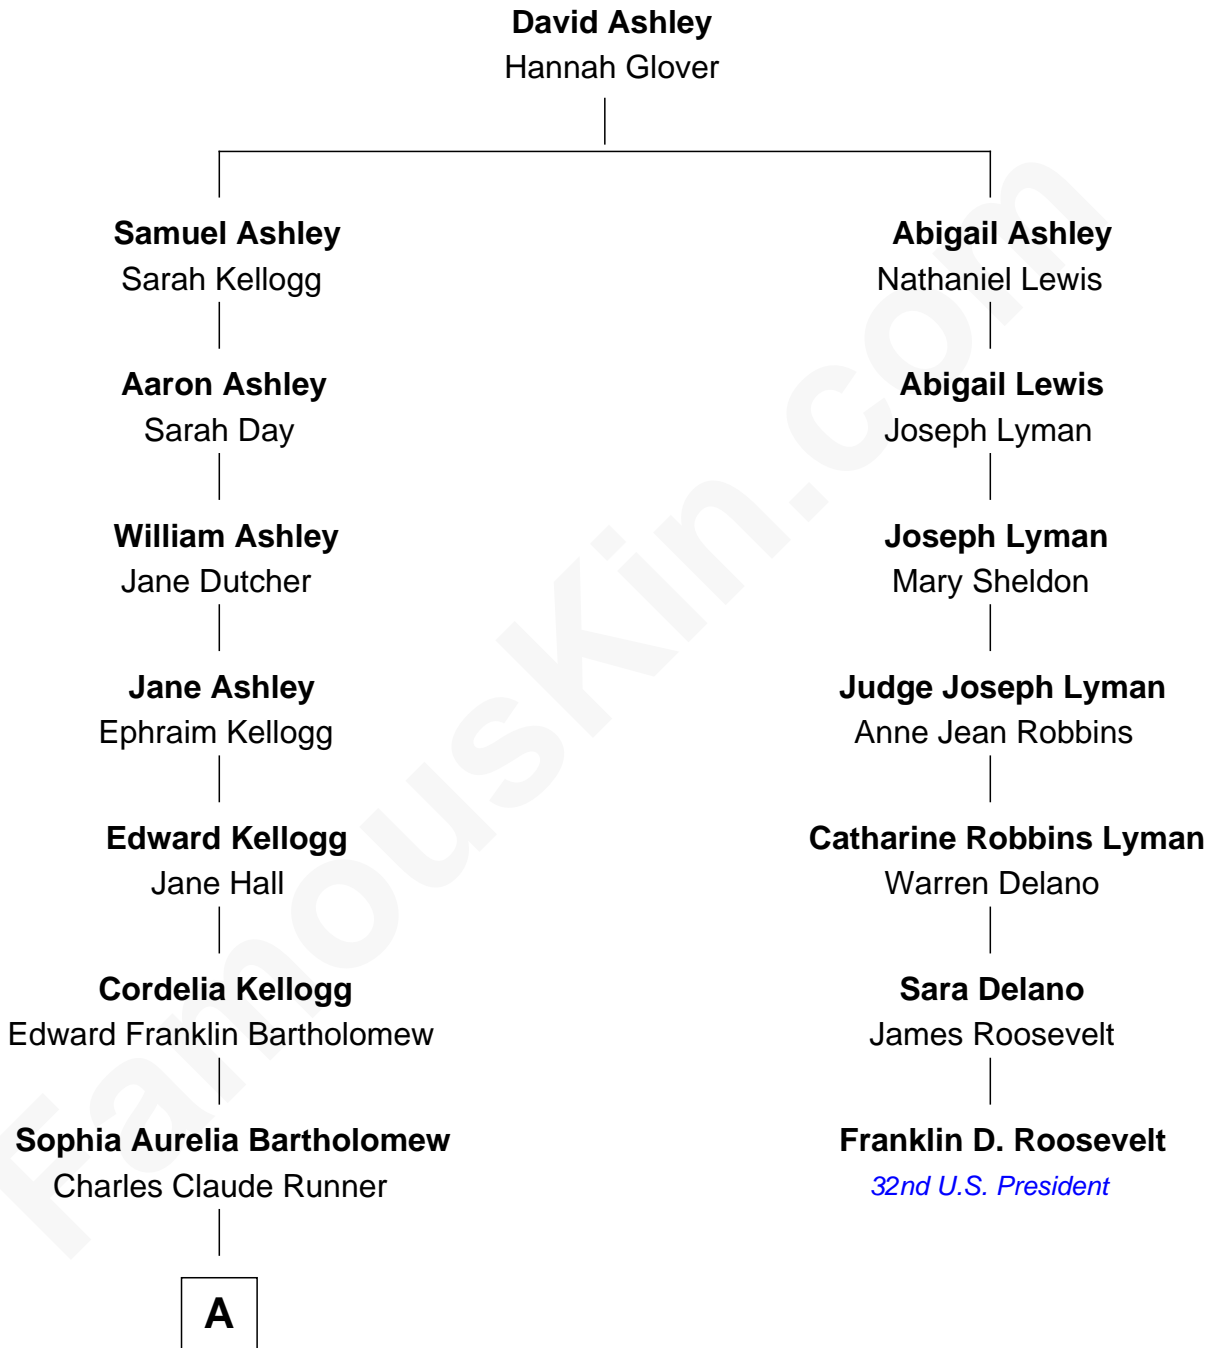 David Ashley
Hannah Glover
Samuel Ashley
Sarah Kellogg
Abigail Ashley
Nathaniel Lewis
Aaron Ashley
Sarah Day
Abigail Lewis
Joseph Lyman
William Ashley
Jane Dutcher
Joseph Lyman
Mary Sheldon
Jane Ashley
Ephraim Kellogg
Judge Joseph Lyman
Anne Jean Robbins
Edward Kellogg
Jane Hall
Catharine Robbins Lyman
Warren Delano
Cordelia Kellogg
Edward Franklin Bartholomew
Sara Delano
James Roosevelt
Sophia Aurelia Bartholomew
Charles Claude Runner
Franklin D. Roosevelt
32nd U.S. President
A
FamousKin.com